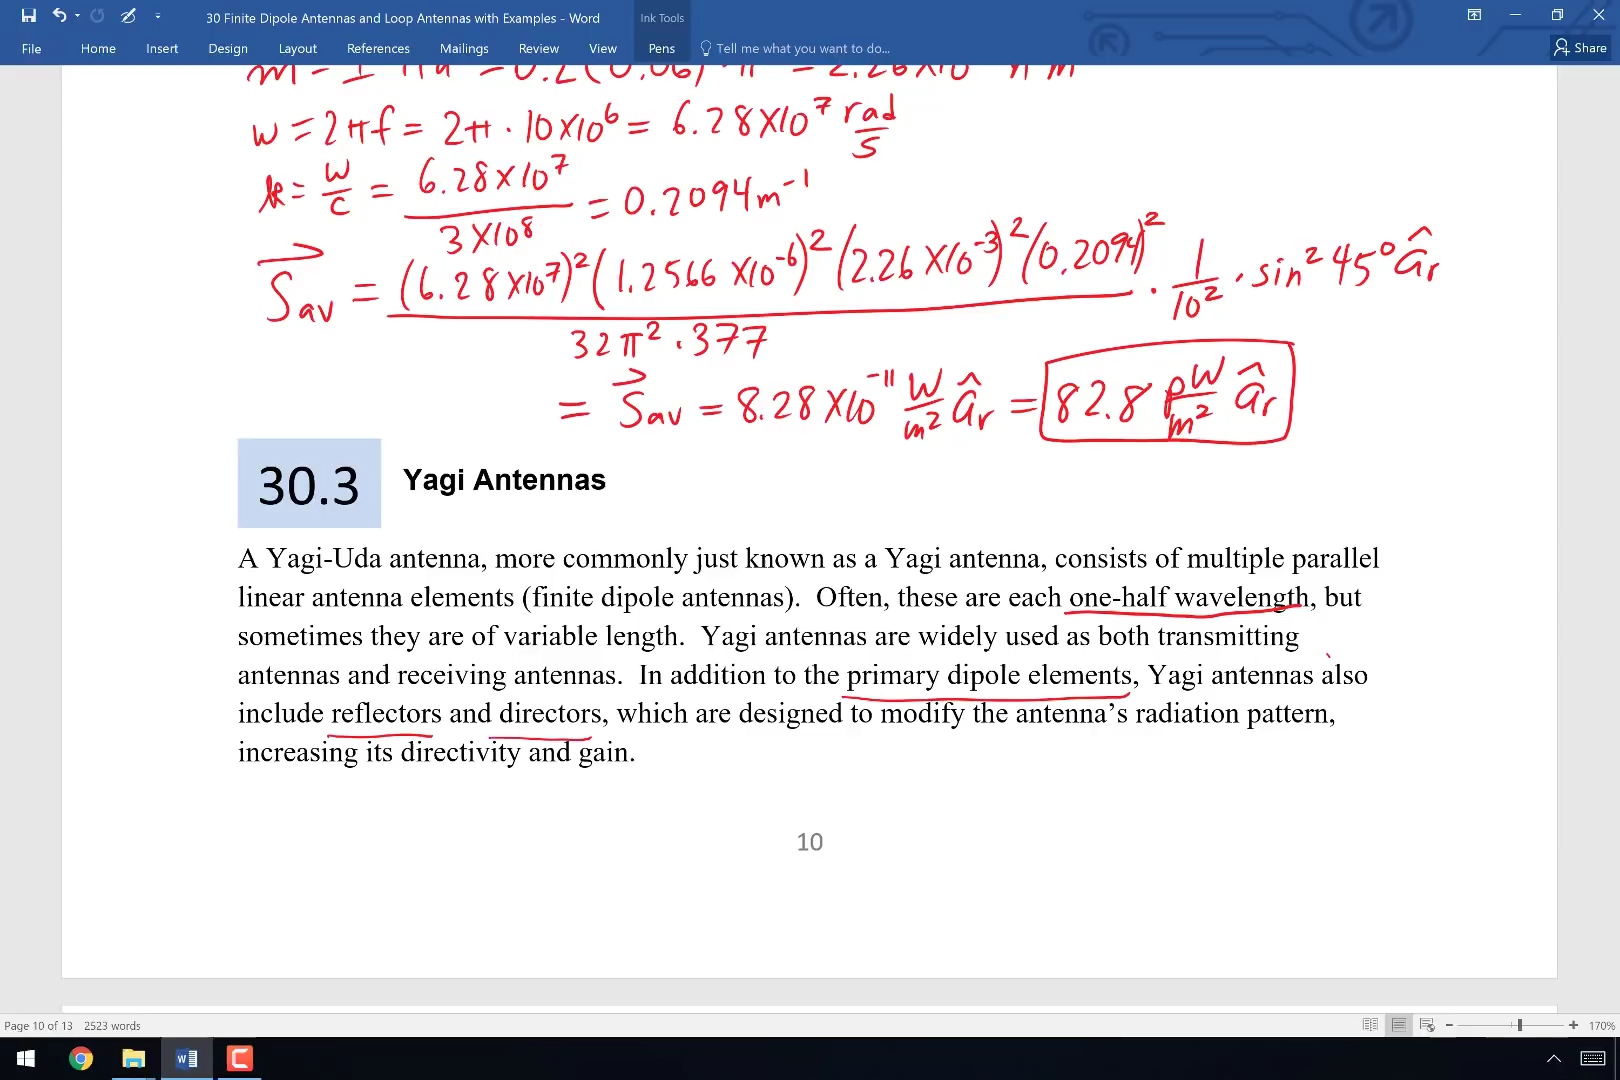 30 Finite Dipole Antennas and Loop Antennas with Examples - Word
Ink Tools
File Home Insert Design Layout References Mailings Review View Pens Tell me what you want to do... Share
w = 2πf = 2π · 10X10⁶ = 6.28X10⁷ rad/s
k = w/c = 6.28X10⁷ / 3X10⁸ = 0.2094 m⁻¹
S⃗av = (6.28X10⁷)² (1.2566X10⁻⁶)² (2.26X10⁻³)² (0.2094)² / 32π² · 377 · 1/10² · sin² 45° âr
= S⃗av = 8.28X10⁻¹¹ W/m² âr = 82.8 pW/m² âr
30.3 Yagi Antennas
A Yagi-Uda antenna, more commonly just known as a Yagi antenna, consists of multiple parallel
linear antenna elements (finite dipole antennas). Often, these are each one-half wavelength, but
sometimes they are of variable length. Yagi antennas are widely used as both transmitting
antennas and receiving antennas. In addition to the primary dipole elements, Yagi antennas also
include reflectors and directors, which are designed to modify the antenna's radiation pattern,
increasing its directivity and gain.
10
Page 10 of 13 2523 words
170%